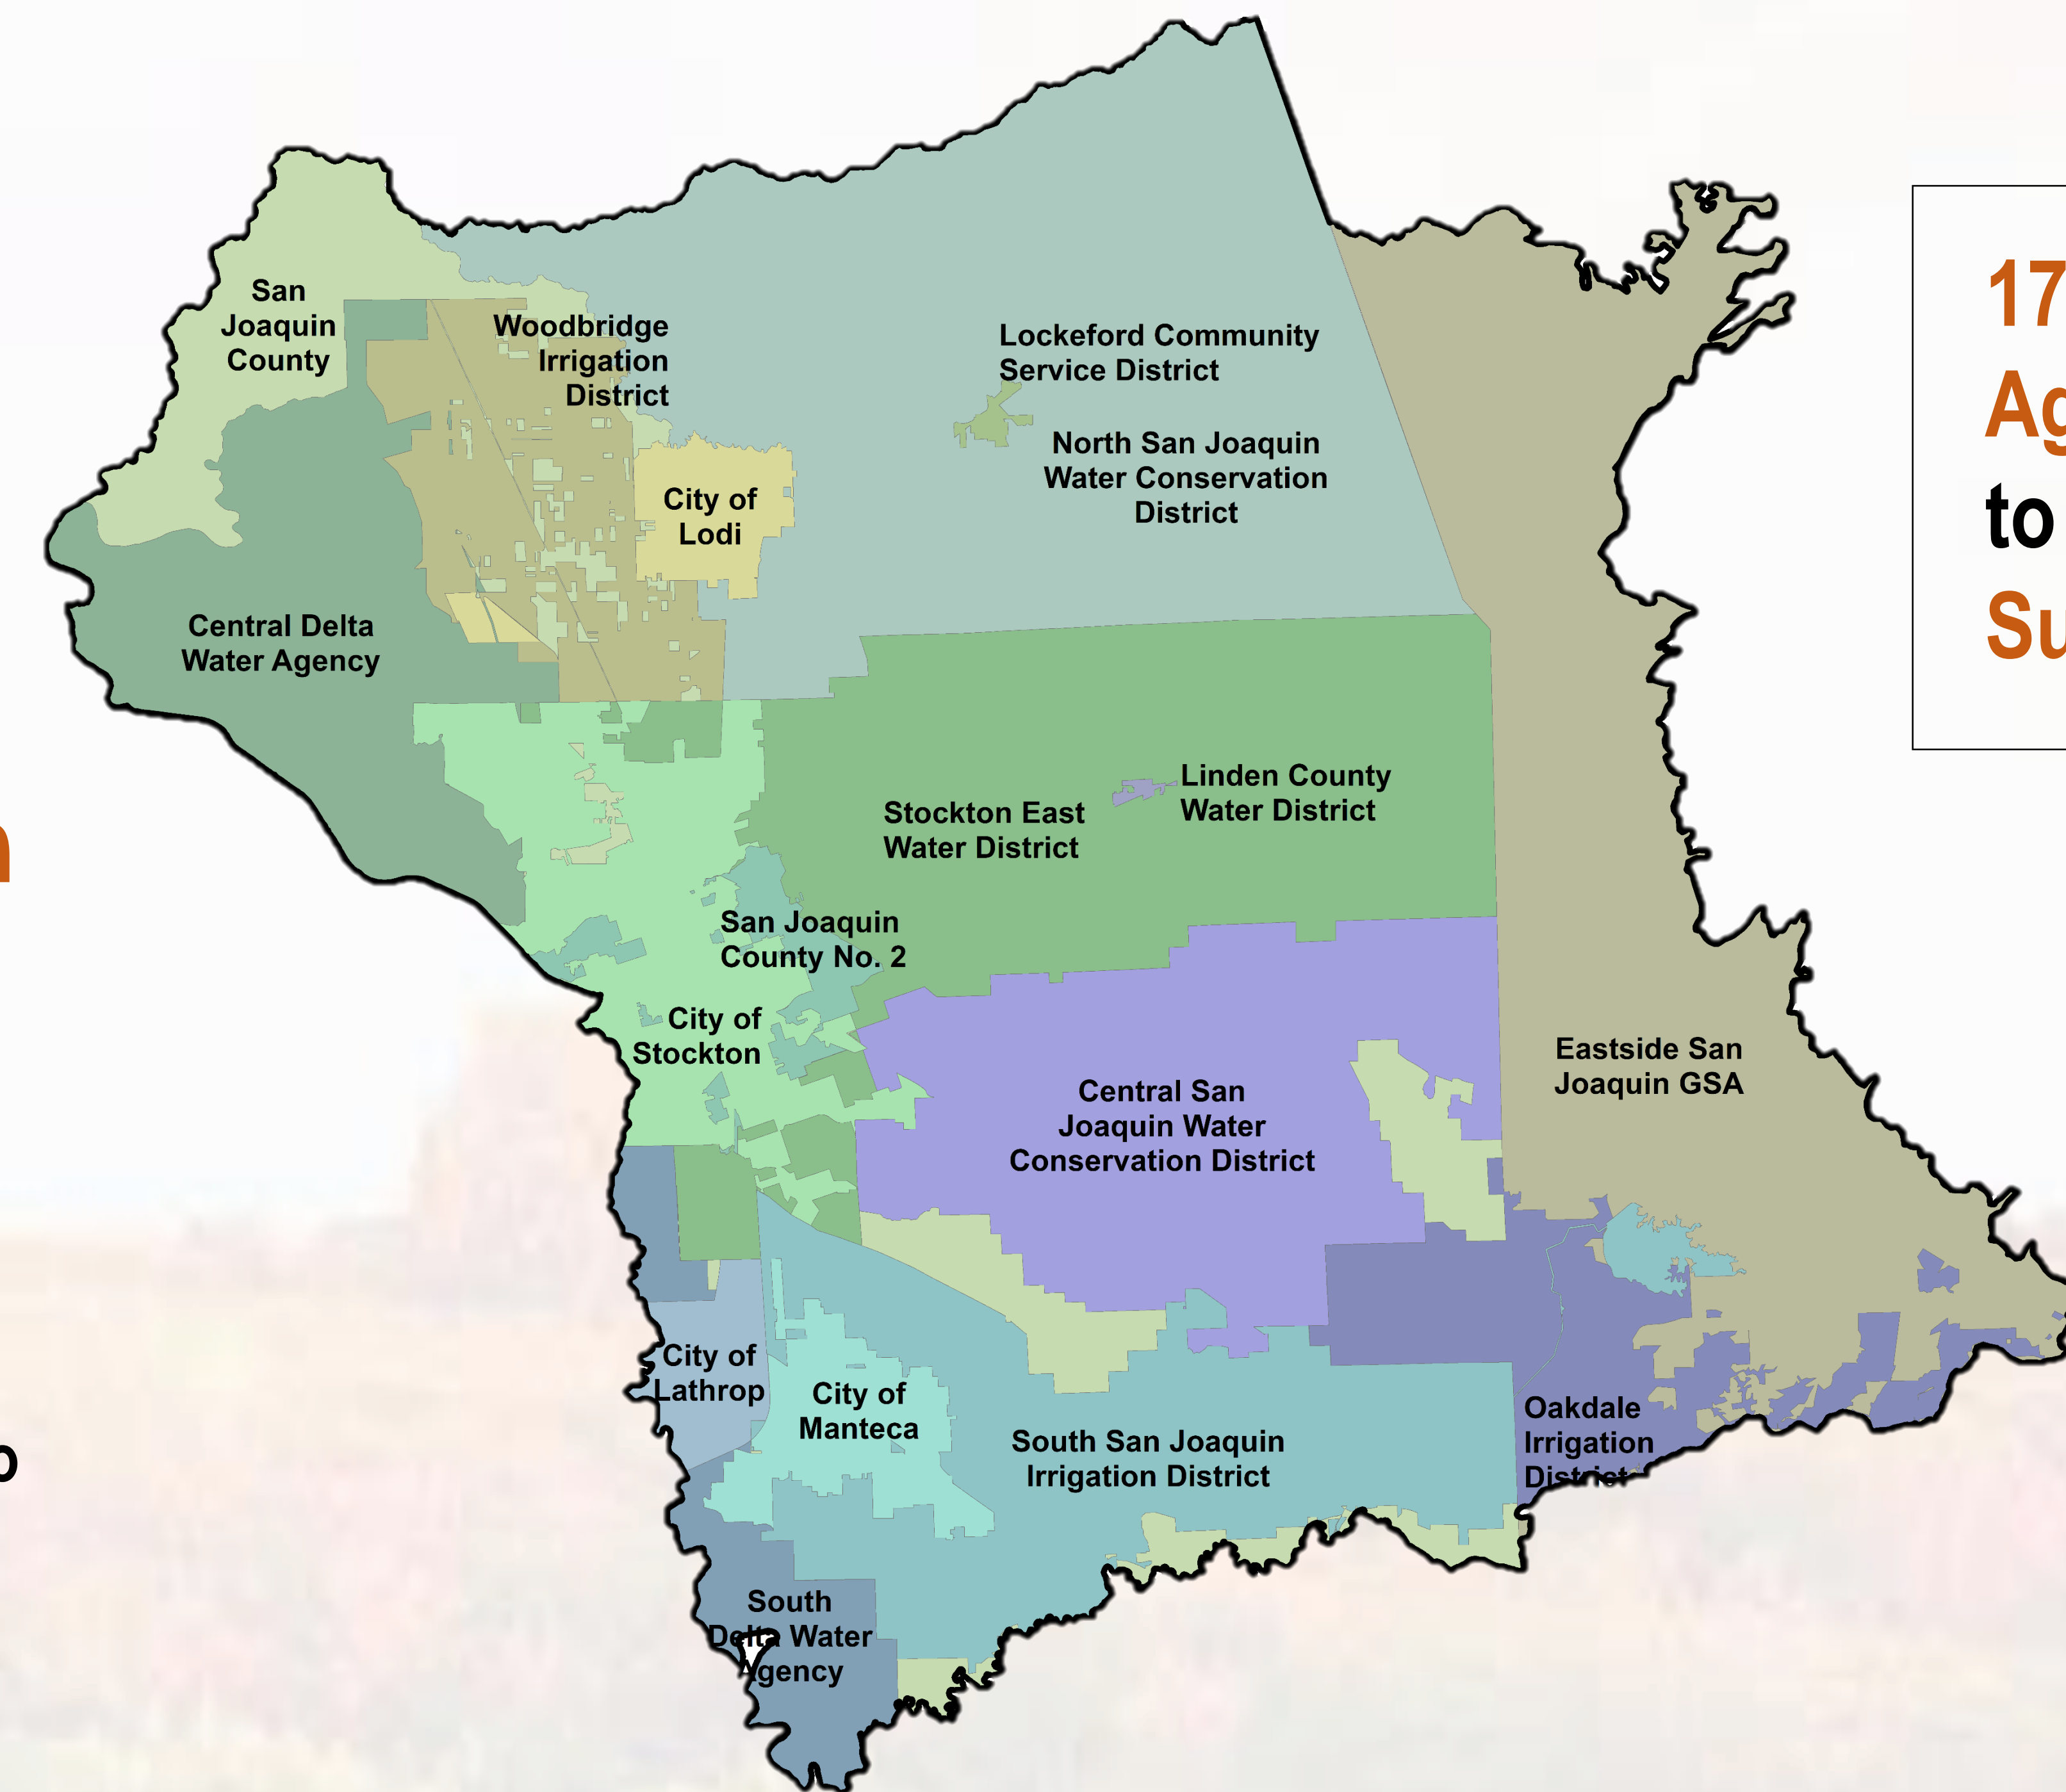 San
Joaquin
County
Woodbridge
Irrigation
District
Lockeford Community
Service District
North San Joaquin
Water Conservation
District
City of
Lodi
Central Delta
Water Agency
Stockton East
Water District
Linden County
Water District
San Joaquin
County No. 2
City of
Stockton
Central San
Joaquin Water
Conservation District
Eastside San
Joaquin GSA
City of
Lathrop
City of
Manteca
South San Joaquin
Irrigation District
Oakdale
Irrigation
District
South
Delta Water
Agency
17
to